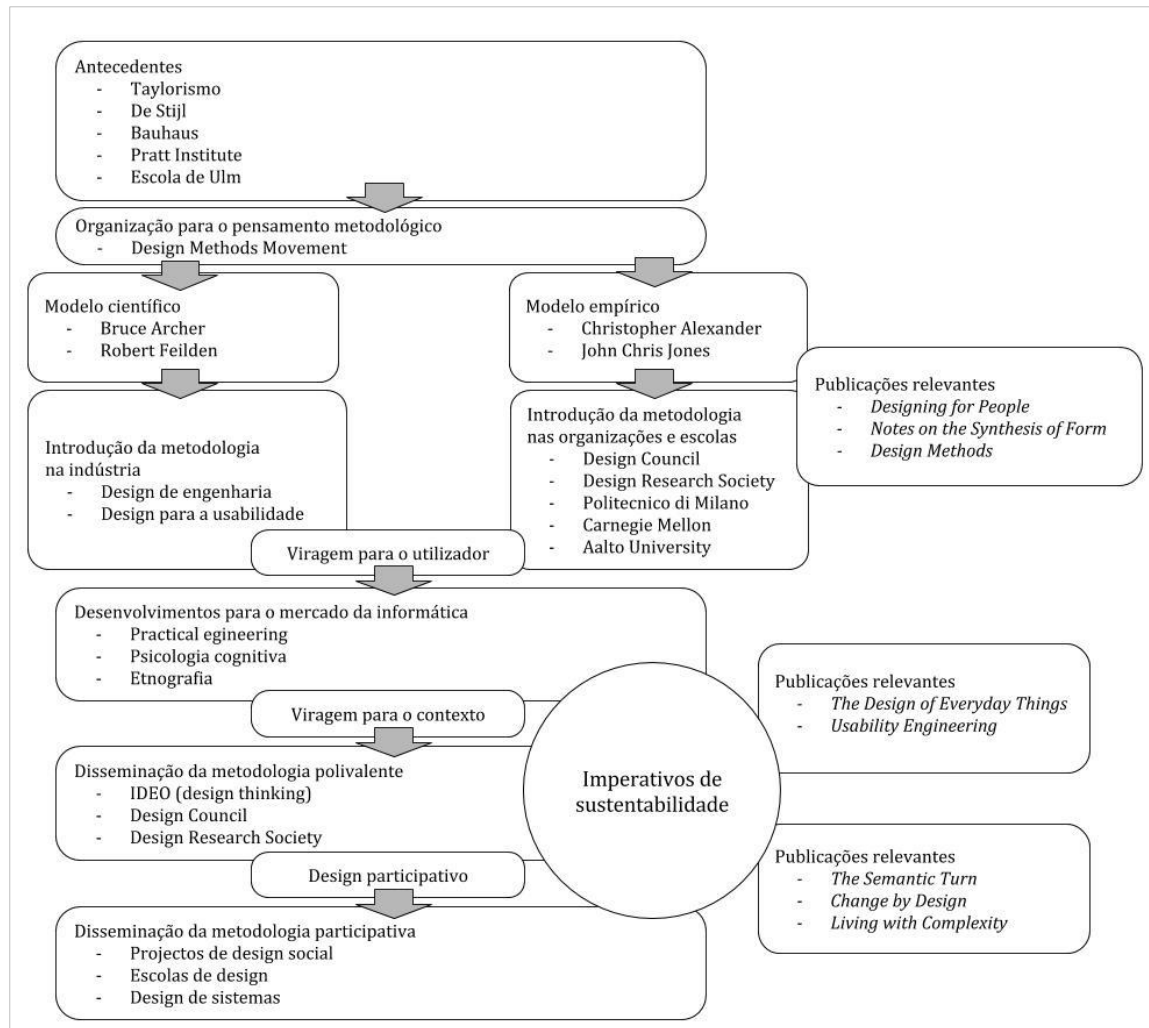 Antecedentes
- Taylorismo
- De Stijl
- Bauhaus
- Pratt Institute
- Escola de Ulm
Organização para o pensamento metodológico
- Design Methods Movement
Modelo científico
- Bruce Archer
- Robert Feilden
Modelo empírico
- Christopher Alexander
- John Chris Jones
Publicações relevantes
- Designing for People
- Notes on the Synthesis of Form
- Design Methods
Introdução da metodologia
na indústria
- Design de engenharia
- Design para a usabilidade
Introdução da metodologia
nas organizações e escolas
- Design Council
- Design Research Society
- Politecnico di Milano
- Carnegie Mellon
- Aalto University
Viragem para o utilizador
Desenvolvimentos para o mercado da informática
- Practical egineering
- Psicologia cognitiva
- Etnografia
Publicações relevantes
- The Design of Everyday Things
- Usability Engineering
Viragem para o contexto
Imperativos de
sustentabilidade
Disseminação da metodologia polivalente
- IDEO (design thinking)
- Design Council
- Design Research Society
Publicações relevantes
- The Semantic Turn
- Change by Design
- Living with Complexity
Design participativo
Disseminação da metodologia participativa
- Projectos de design social
- Escolas de design
- Design de sistemas